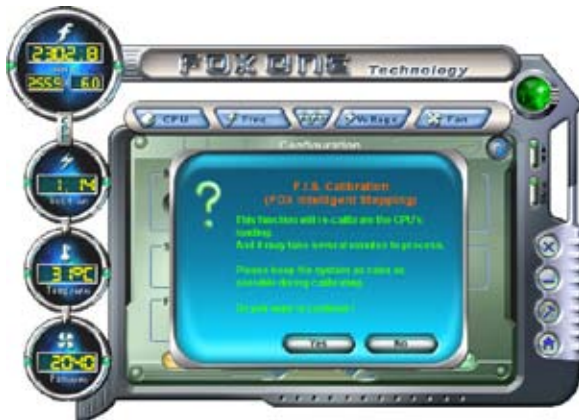 2302.8
255.9 6.0
FOX ONE Technology
CPU
Freq.
Voltage
Fan
Configuration
1.14
31°C
2040
F.I.S. Calibration
(FOX Intelligent Stepping)
This function will re-calibrate the CPU's
loading.
And it may take several minutes to process.
Please keep the system as calm as
possible during calibrating.
Do you want to continue?
Yes No